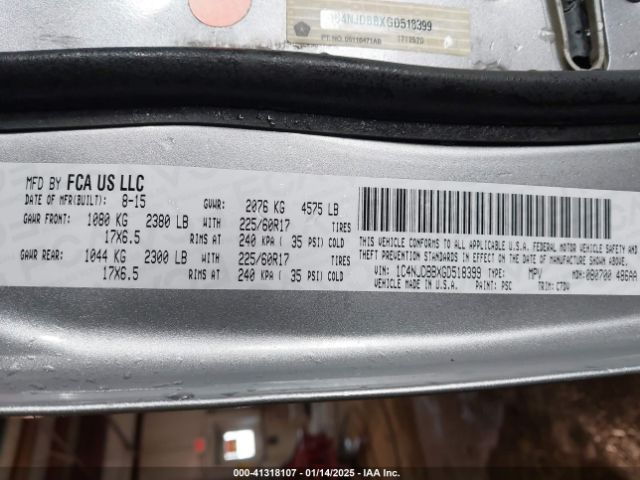 1C4NJDBBXGD518399
MFD BY FCA US LLC
DATE OF MFR(BUILT): 8-15 GVWR: 2076 KG 4575 LB
GAWR FRONT: 1080 KG 2380 LB WITH 225/60R17 TIRES
17X6.5 RIMS AT 240 KPA ( 35 PSI) COLD
GAWR REAR: 1044 KG 2300 LB WITH 225/60R17 TIRES
17X6.5 RIMS AT 240 KPA ( 35 PSI) COLD
THIS VEHICLE CONFORMS TO ALL APPLICABLE U.S.A. FEDERAL MOTOR VEHICLE SAFETY, BUMPER AND
THEFT PREVENTION STANDARDS IN EFFECT ON THE DATE OF MANUFACTURE SHOWN ABOVE.
VIN: 1C4NJDBBXGD518399 TYPE: MPV MDH: 080700 486AA
VEHICLE MADE IN U.S.A. PAINT: PSC TRIM: C7DV
000-41318107 - 01/14/2025 - IAA Inc.